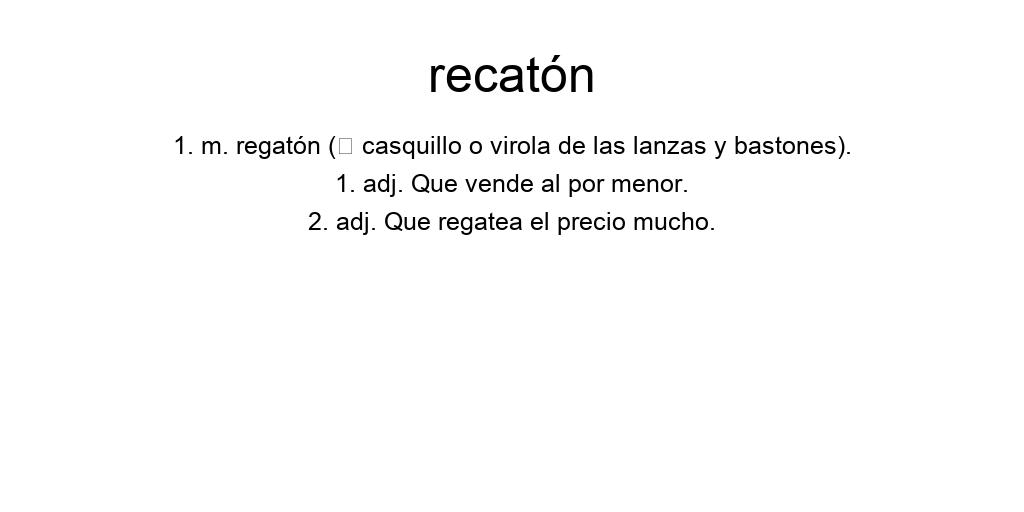 recatón
1. m. regatón (□ casquillo o virola de las lanzas y bastones).
1. adj. Que vende al por menor.
2. adj. Que regatea el precio mucho.